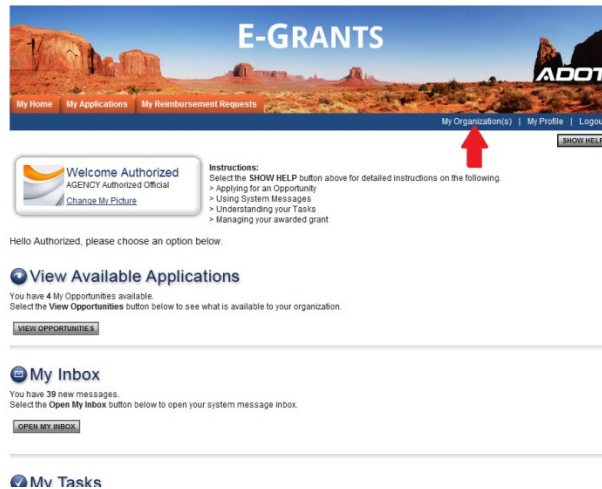 E-GRANTS
ADOT
My Home My Applications My Reimbursement Requests
My Organization(s) | My Profile | Logou
SHOW HELP
Welcome Authorized
AGENCY Authorized Official
Change My Picture
Instructions:
Select the SHOW HELP button above for detailed instructions on the following.
> Applying for an Opportunity
> Using System Messages
> Understanding your Tasks
> Managing your awarded grant
Hello Authorized, please choose an option below.
View Available Applications
You have 4 My Opportunities available.
Select the View Opportunities button below to see what is available to your organization.
VIEW OPPORTUNITIES
My Inbox
You have 39 new messages.
Select the Open My Inbox button below to open your system message inbox.
OPEN MY INBOX
My Tasks